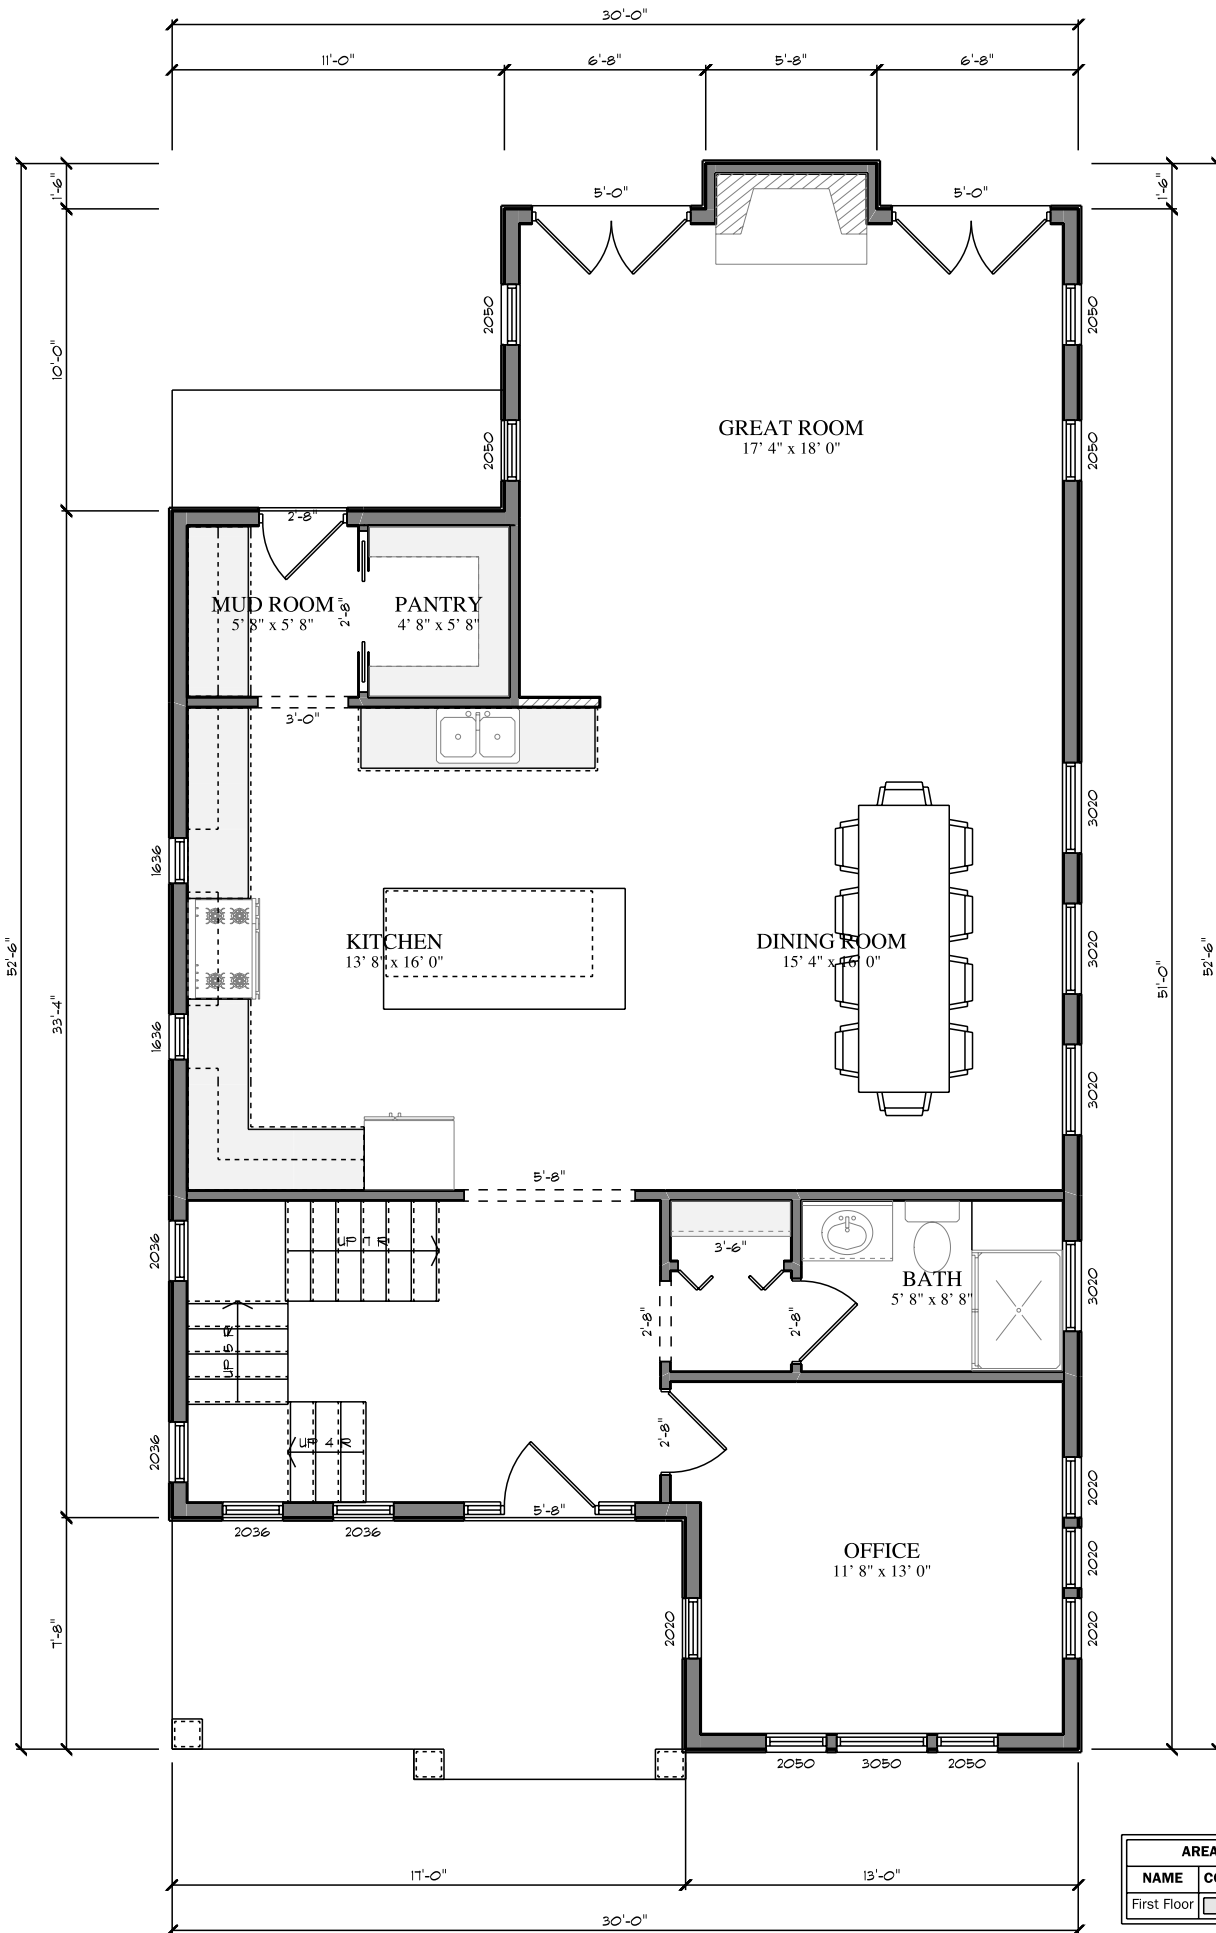 30'-0"
11'-0"
6'-8"
5'-8"
6'-8"
1'-6"
5'-0"
5'-0"
1'-6"
2050
2050
10'-0"
GREAT ROOM
17' 4" x 18' 0"
2050
2050
2'-8"
MUD ROOM
5' 8" x 5' 8"
2'-8"
PANTRY
4' 8" x 5' 8"
3'-0"
3020
1636
KITCHEN
13' 8" x 16' 0"
DINING ROOM
15' 4" x 16' 0"
3020
52'-6"
52'-6"
51'-0"
33'-4"
1636
3020
5'-8"
2036
UP 7 R
3'-6"
BATH
5' 8" x 8' 8"
3020
2'-8"
2'-8"
UP 5 R
2036
UP 4 R
2'-8"
2020
2036
2036
5'-8"
OFFICE
11' 8" x 13' 0"
2020
7'-8"
2020
2020
2050
3050
2050
17'-0"
13'-0"
30'-0"
AREA
NAME
CO
First Floor